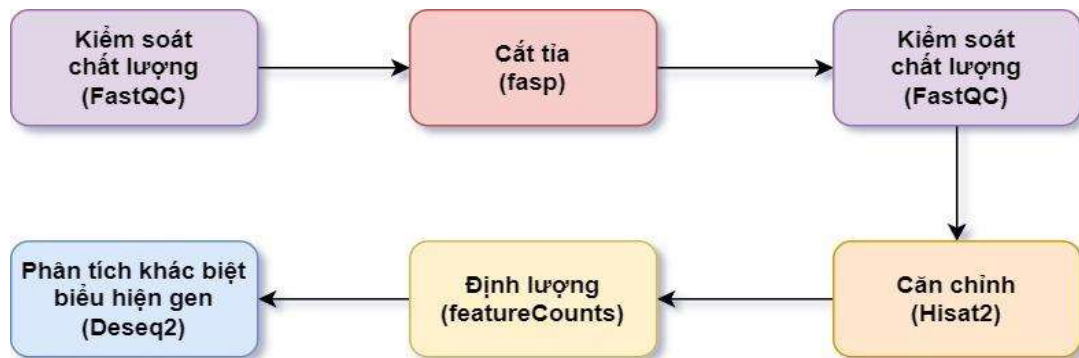 Kiểm soát
chất lượng
(FastQC)
Cắt tỉa
(fasp)
Kiểm soát
chất lượng
(FastQC)
Căn chỉnh
(Hisat2)
Định lượng
(featureCounts)
Phân tích khác biệt
biểu hiện gen
(Deseq2)